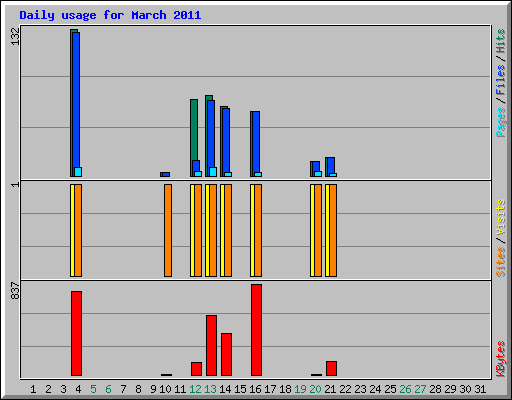 Daily usage for March 2011
132
Pages / Files / Hits
1
Sites / Visits
837
KBytes
1 2 3 4 5 6 7 8 9 10 11 12 13 14 15 16 17 18 19 20 21 22 23 24 25 26 27 28 29 30 31